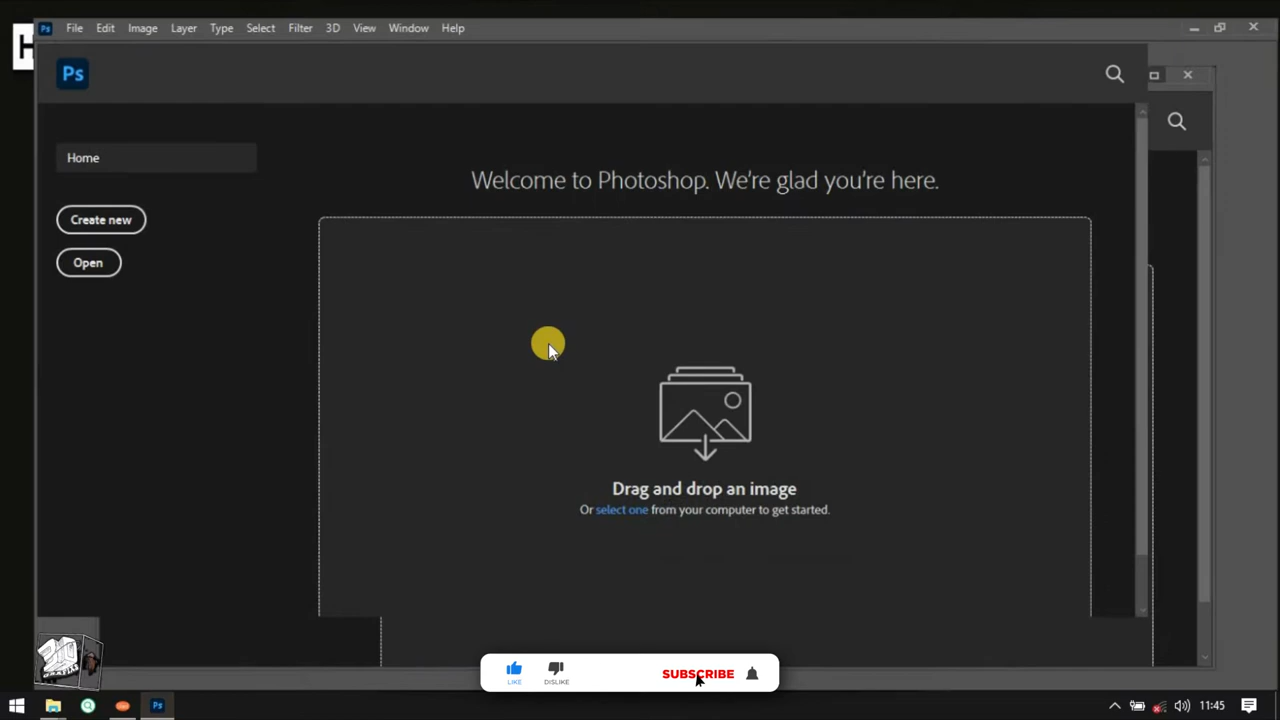 H
Ps File Edit Image Layer Type Select Filter 3D View Window Help
Ps
Home
Welcome to Photoshop. We're glad you're here.
Create new
Open
Drag and drop an image
Or select one from your computer to get started.
LIKE DISLIKE SUBSCRIBE
Ps 11:45